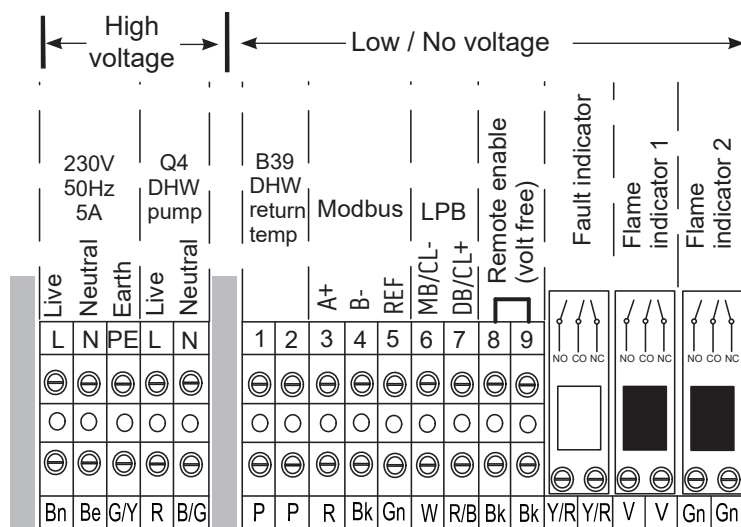 High
voltage
Low / No voltage
230V
50Hz
5A
Q4
DHW
pump
B39
DHW
return
temp
Modbus
LPB
Remote enable
(volt free)
Fault indicator
Flame
indicator 1
Flame
indicator 2
Live
Neutral
Earth
Live
Neutral
A+
B-
REF
MB/CL-
DB/CL+
L N PE L N 1 2 3 4 5 6 7 8 9
NO CO NC NO CO NC NO CO NC
Bn Be G/Y R B/G P P R Bk Gn W R/B Bk Bk Y/R Y/R V V Gn Gn